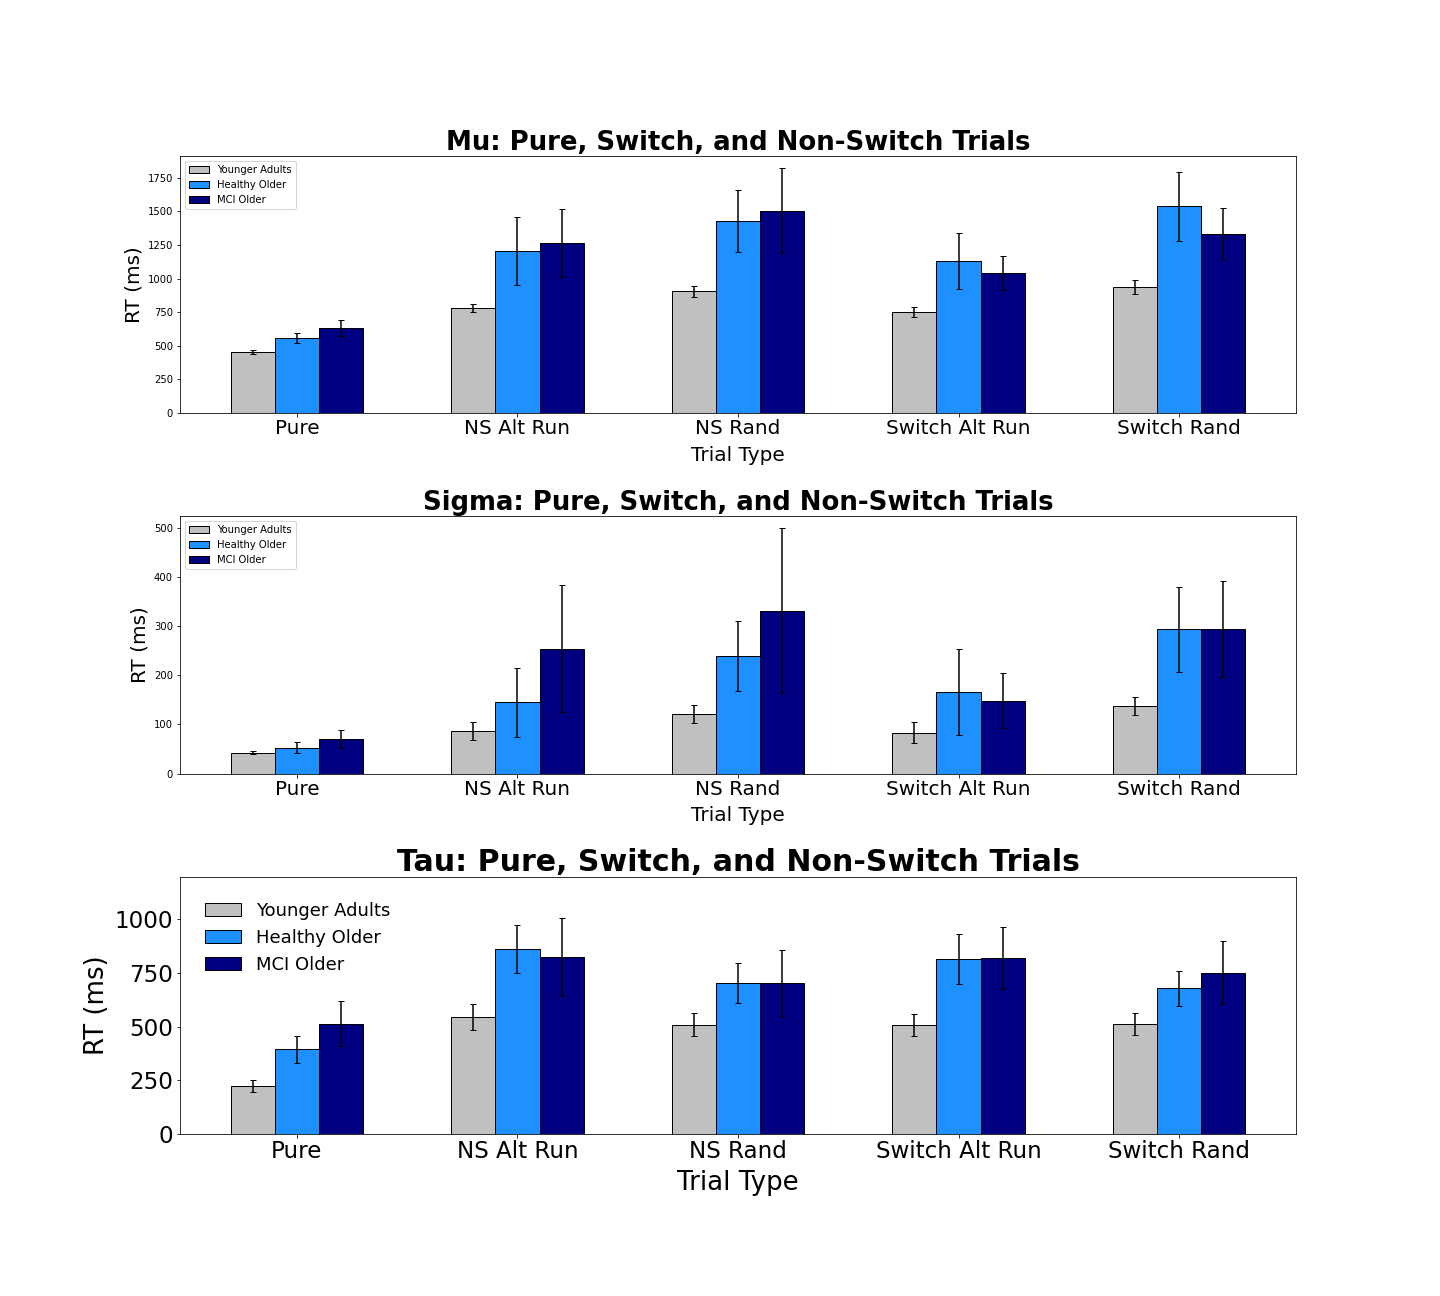 Mu: Pure, Switch, and Non-Switch Trials
Younger Adults
Healthy Older
MCI Older
RT (ms)
1750
1500
1250
1000
750
500
250
0
Pure NS Alt Run NS Rand Switch Alt Run Switch Rand
Trial Type
Sigma: Pure, Switch, and Non-Switch Trials
Younger Adults
Healthy Older
MCI Older
RT (ms)
500
400
300
200
100
0
Pure NS Alt Run NS Rand Switch Alt Run Switch Rand
Trial Type
Tau: Pure, Switch, and Non-Switch Trials
Younger Adults
Healthy Older
MCI Older
RT (ms)
1000
750
500
250
0
Pure NS Alt Run NS Rand Switch Alt Run Switch Rand
Trial Type